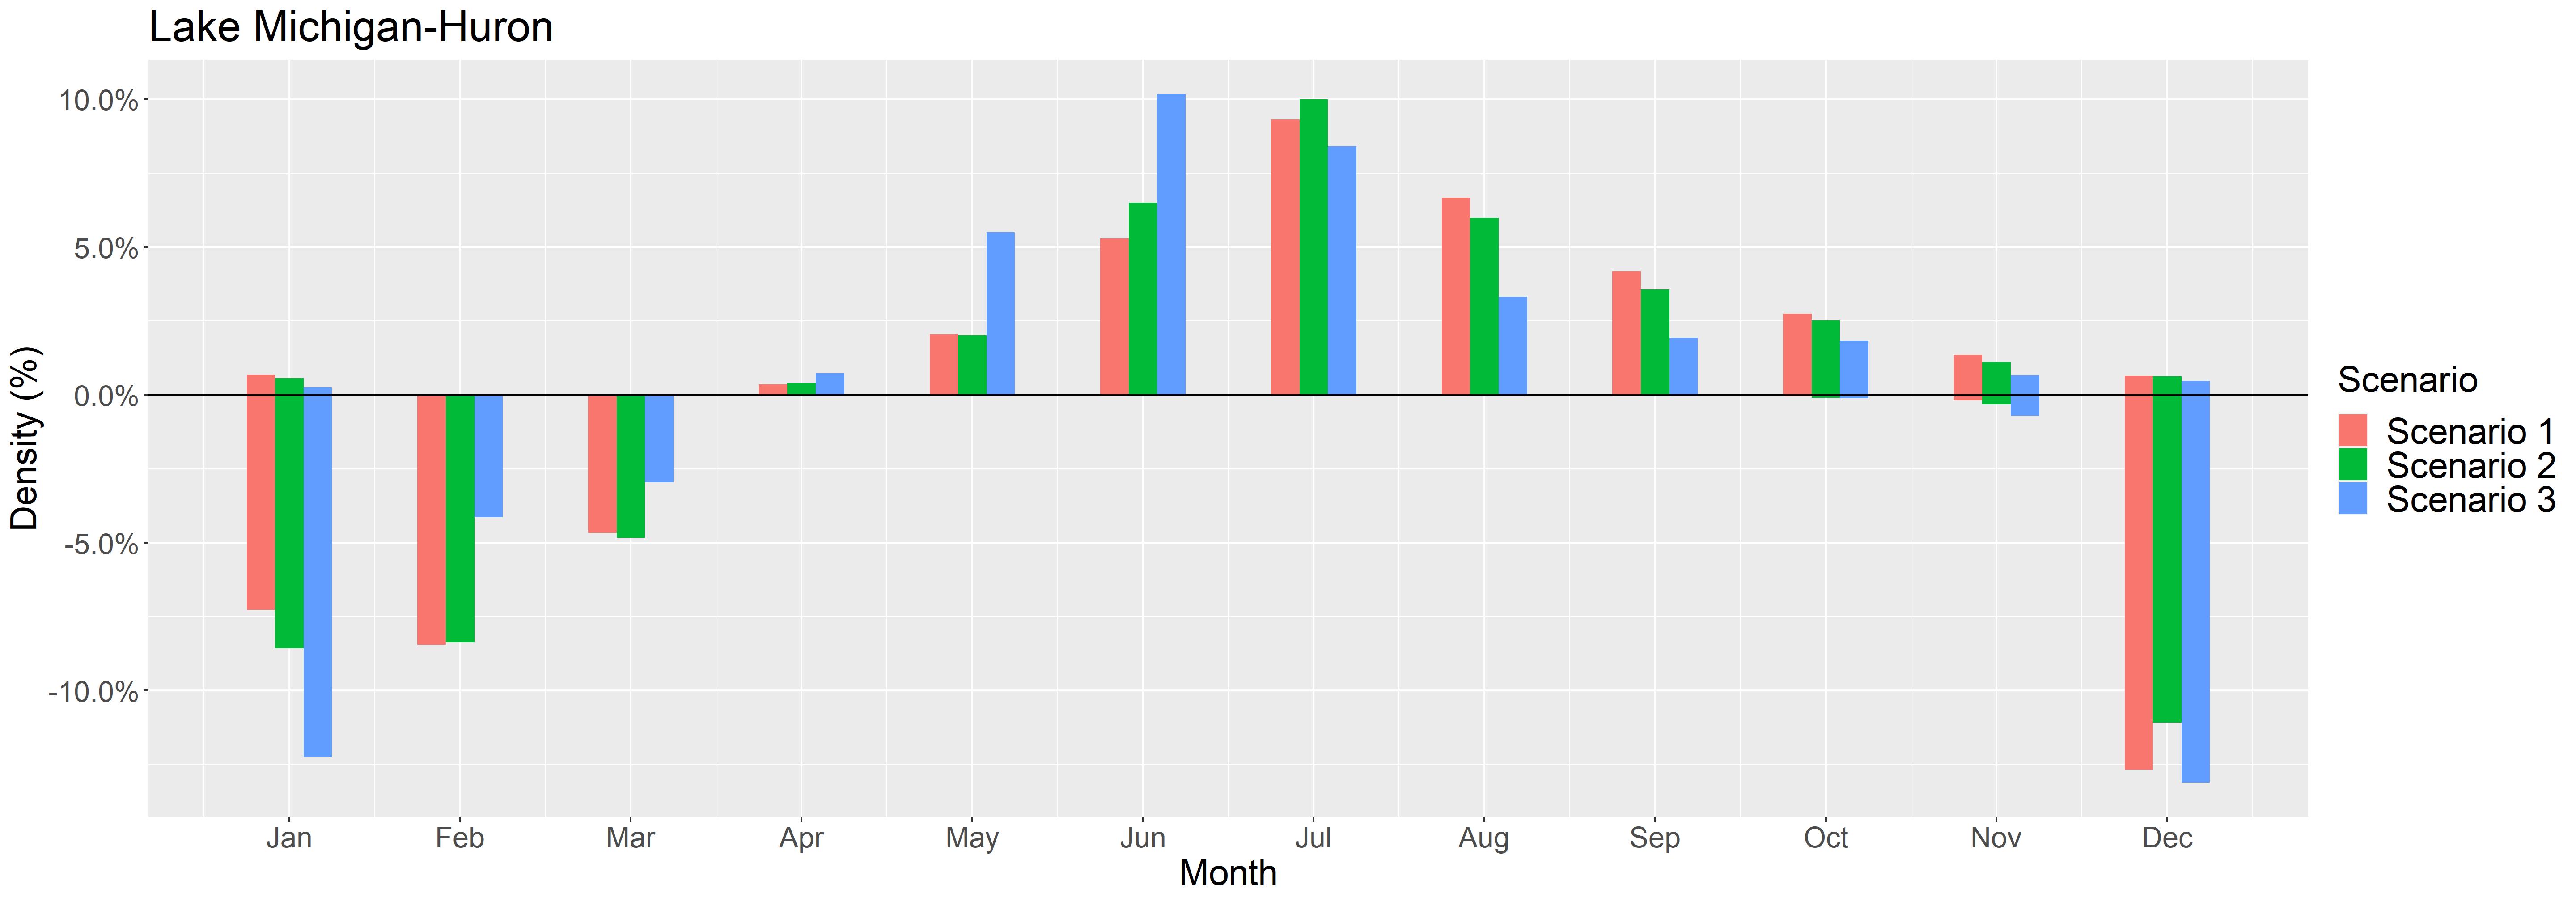 Lake Michigan-Huron
Density (%)
10.0%
5.0%
0.0%
-5.0%
-10.0%
Jan Feb Mar Apr May Jun Jul Aug Sep Oct Nov Dec
Month
Scenario
Scenario 1
Scenario 2
Scenario 3